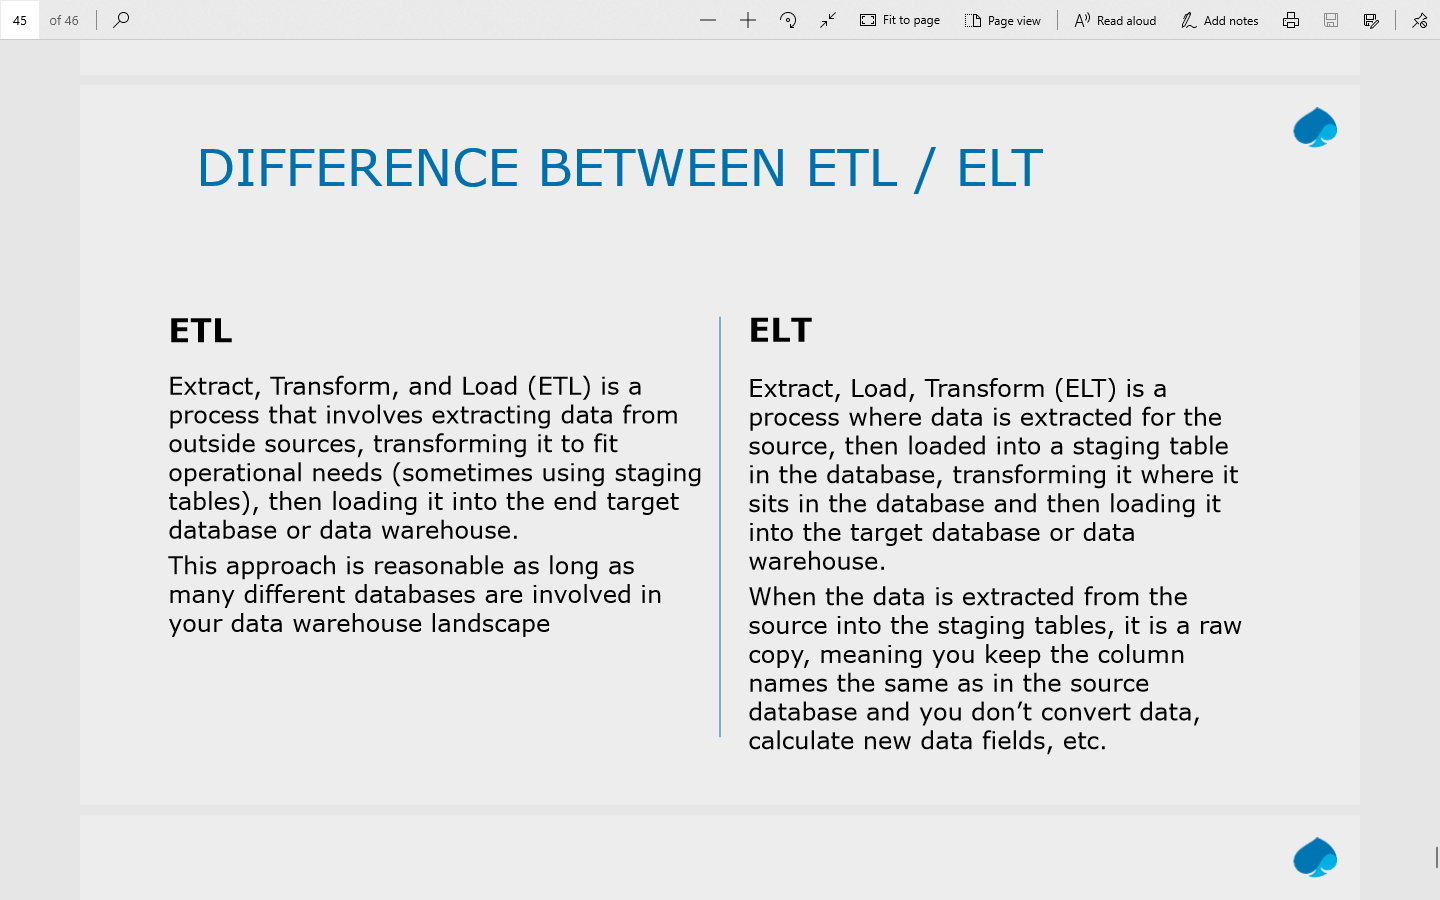 45 of 46 Fit to page Page view Read aloud Add notes
DIFFERENCE BETWEEN ETL / ELT
ETL
Extract, Transform, and Load (ETL) is a
process that involves extracting data from
outside sources, transforming it to fit
operational needs (sometimes using staging
tables), then loading it into the end target
database or data warehouse.
This approach is reasonable as long as
many different databases are involved in
your data warehouse landscape
ELT
Extract, Load, Transform (ELT) is a
process where data is extracted for the
source, then loaded into a staging table
in the database, transforming it where it
sits in the database and then loading it
into the target database or data
warehouse.
When the data is extracted from the
source into the staging tables, it is a raw
copy, meaning you keep the column
names the same as in the source
database and you don’t convert data,
calculate new data fields, etc.